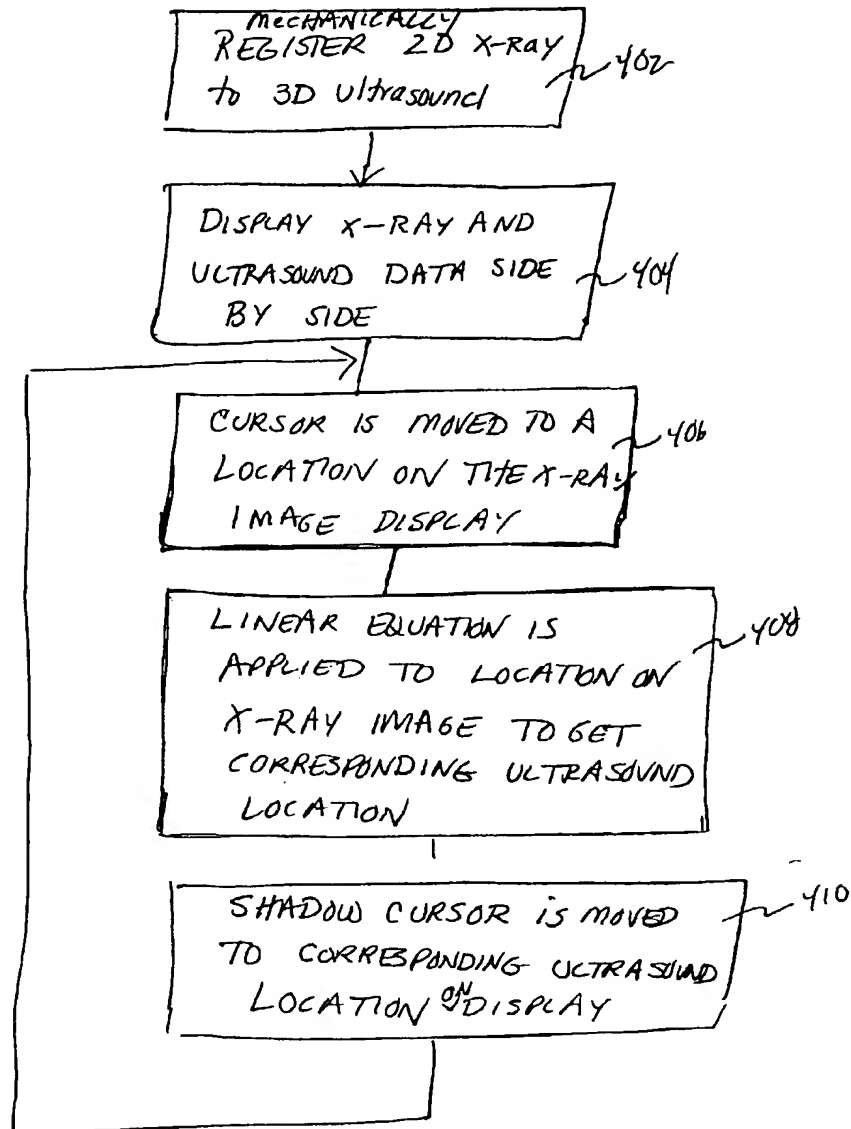 MECHANICALLY
REGISTER 2D X-Ray
to 3D Ultrasound
402
DISPLAY X-RAY AND
ULTRASOUND DATA SIDE
BY SIDE
404
CURSOR IS MOVED TO A
LOCATION ON THE X-RAY
IMAGE DISPLAY
406
LINEAR EQUATION IS
APPLIED TO LOCATION ON
X-RAY IMAGE TO GET
CORRESPONDING ULTRASOUND
LOCATION
408
SHADOW CURSOR is MOVED
TO CORRESPONDING ULTRASOUND
LOCATION ON DISPLAY
410